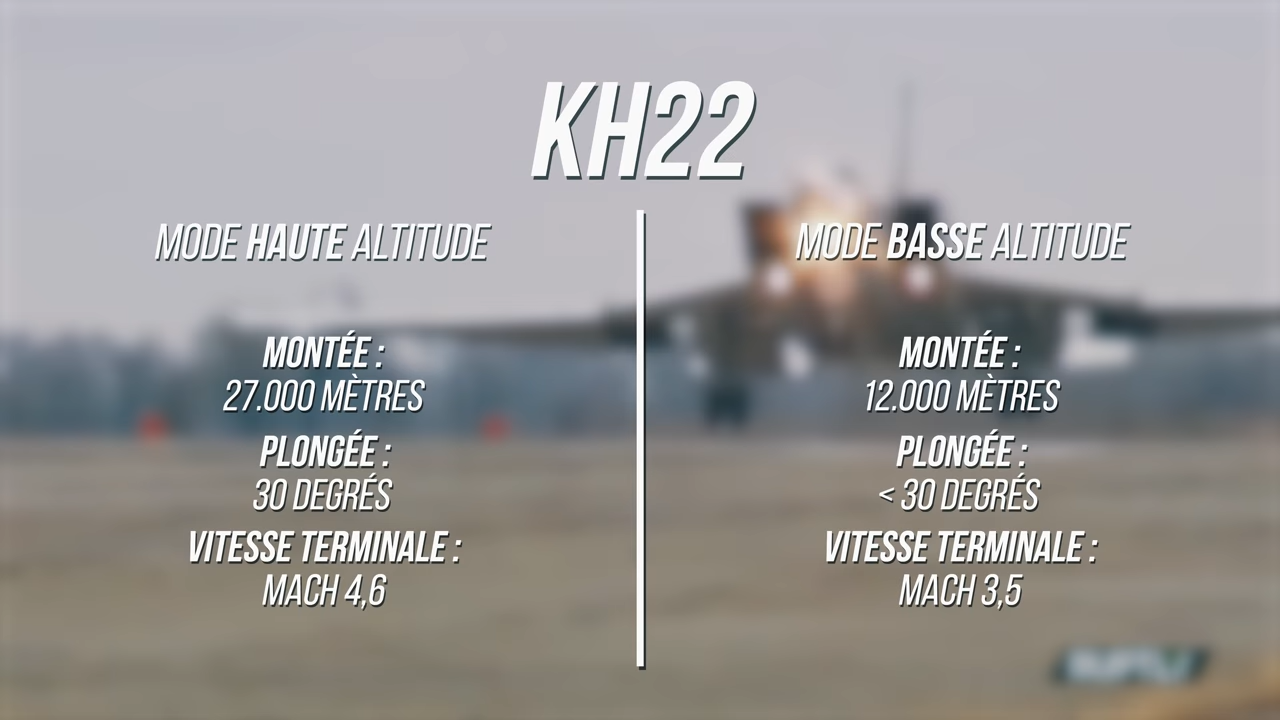 KH22
MODE HAUTE ALTITUDE
MONTÉE :
27.000 MÈTRES
PLONGÉE :
30 DEGRÉS
VITESSE TERMINALE :
MACH 4,6
MODE BASSE ALTITUDE
MONTÉE :
12.000 MÈTRES
PLONGÉE :
< 30 DEGRÉS
VITESSE TERMINALE :
MACH 3,5